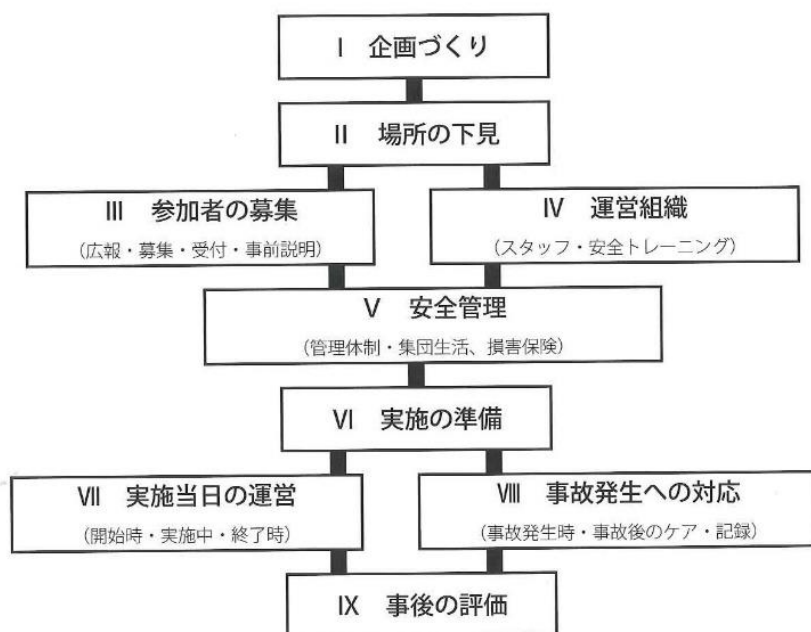 Ⅰ 企画づくり
Ⅱ 場所の下見
Ⅲ 参加者の募集
(広報・募集・受付・事前説明)
Ⅳ 運営組織
(スタッフ・安全トレーニング)
Ⅴ 安全管理
(管理体制・集団生活、損害保険)
Ⅵ 実施の準備
Ⅶ 実施当日の運営
(開始時・実施中・終了時)
Ⅷ 事故発生への対応
(事故発生時・事故後のケア・記録)
Ⅸ 事後の評価